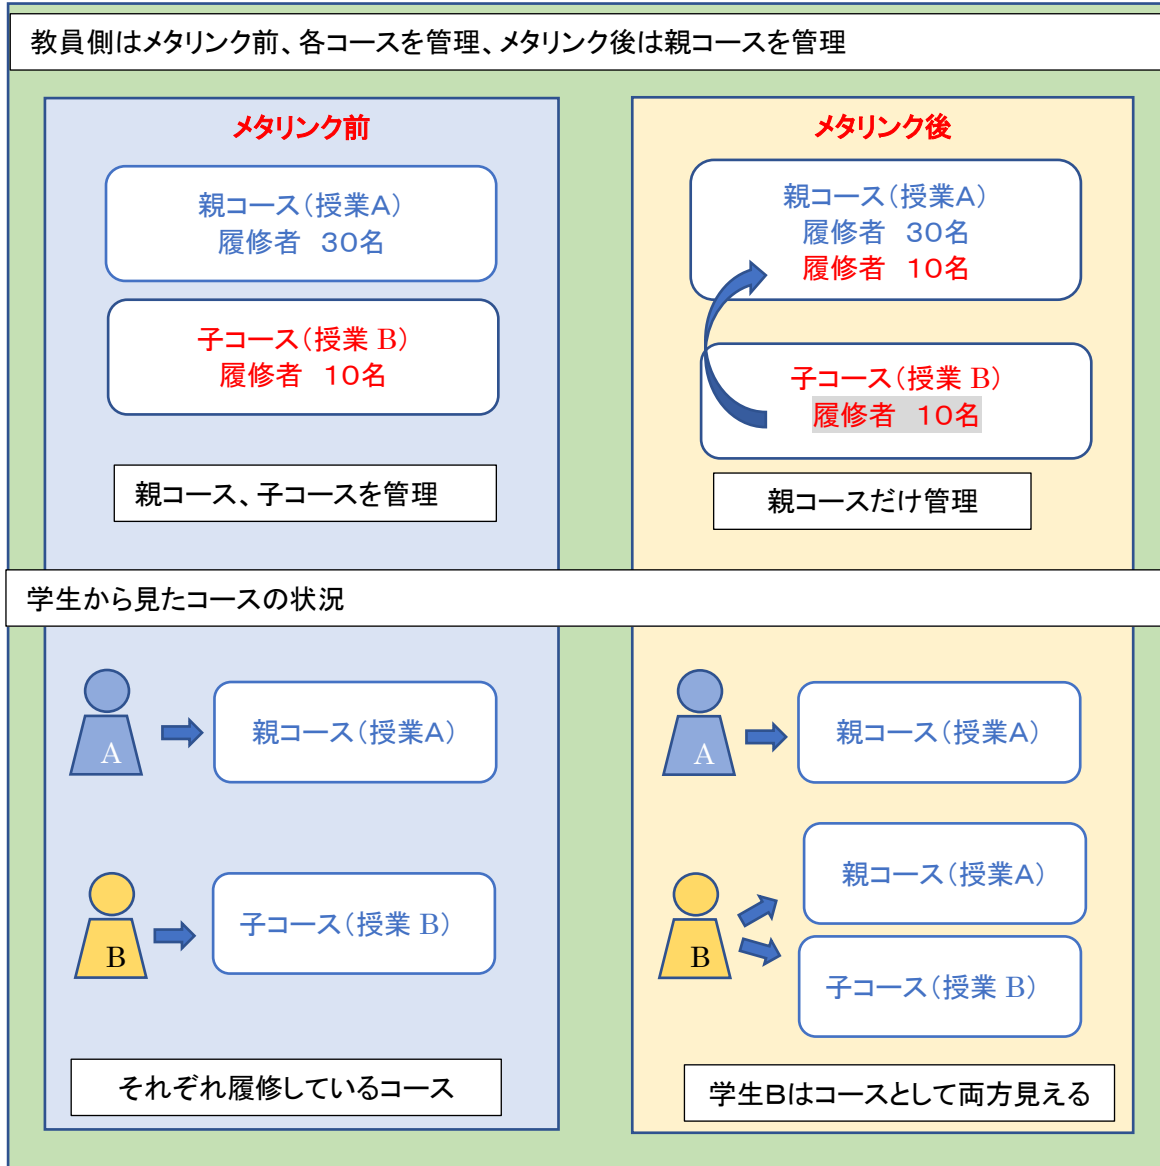 教員側はメタリンク前、各コースを管理、メタリンク後は親コースを管理
メタリンク前
親コース(授業A)
履修者　30名
子コース(授業 B)
履修者　10名
親コース、子コースを管理
メタリンク後
親コース(授業A)
履修者　30名
履修者　10名
子コース(授業 B)
履修者　10名
親コースだけ管理
学生から見たコースの状況
A
親コース(授業A)
B
子コース(授業 B)
それぞれ履修しているコース
A
親コース(授業A)
B
親コース(授業A)
子コース(授業 B)
学生Bはコースとして両方見える